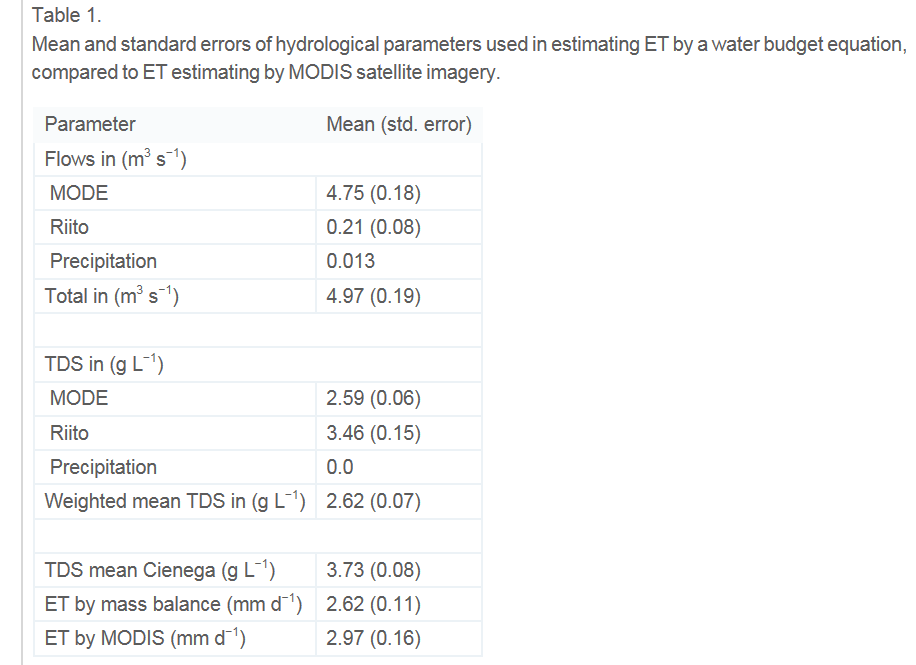 Table 1.
Mean and standard errors of hydrological parameters used in estimating ET by a water budget equation,
compared to ET estimating by MODIS satellite imagery.
Parameter Mean (std. error)
Flows in (m³ s⁻¹)
MODE 4.75 (0.18)
Riito 0.21 (0.08)
Precipitation 0.013
Total in (m³ s⁻¹) 4.97 (0.19)
TDS in (g L⁻¹)
MODE 2.59 (0.06)
Riito 3.46 (0.15)
Precipitation 0.0
Weighted mean TDS in (g L⁻¹) 2.62 (0.07)
TDS mean Cienega (g L⁻¹) 3.73 (0.08)
ET by mass balance (mm d⁻¹) 2.62 (0.11)
ET by MODIS (mm d⁻¹) 2.97 (0.16)